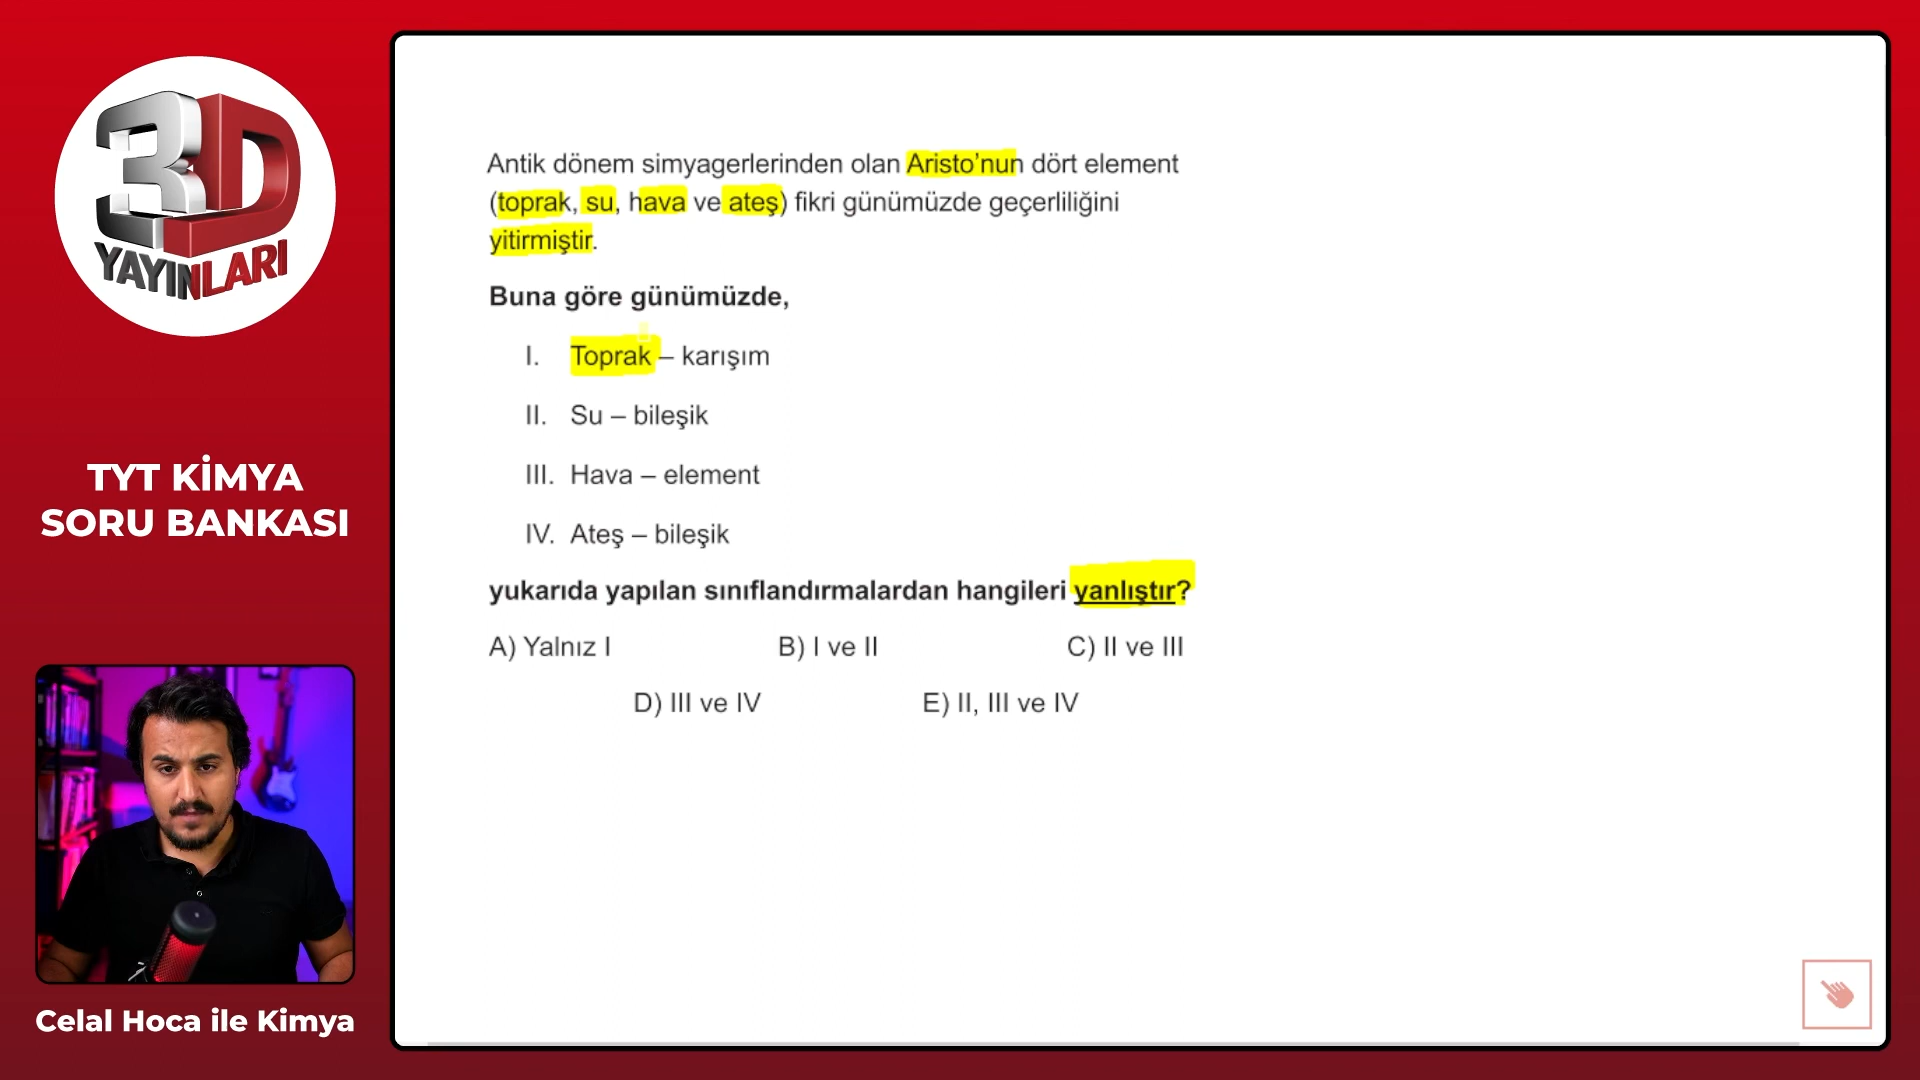 3D
YAYINLARI
TYT KİMYA
SORU BANKASI
Celal Hoca ile Kimya
Antik dönem simyagerlerinden olan Aristo’nun dört element
(toprak, su, hava ve ateş) fikri günümüzde geçerliliğini
yitirmiştir.
Buna göre günümüzde,
I. Toprak – karışım
II. Su – bileşik
III. Hava – element
IV. Ateş – bileşik
yukarıda yapılan sınıflandırmalardan hangileri yanlıştır?
A) Yalnız I B) I ve II C) II ve III
D) III ve IV E) II, III ve IV